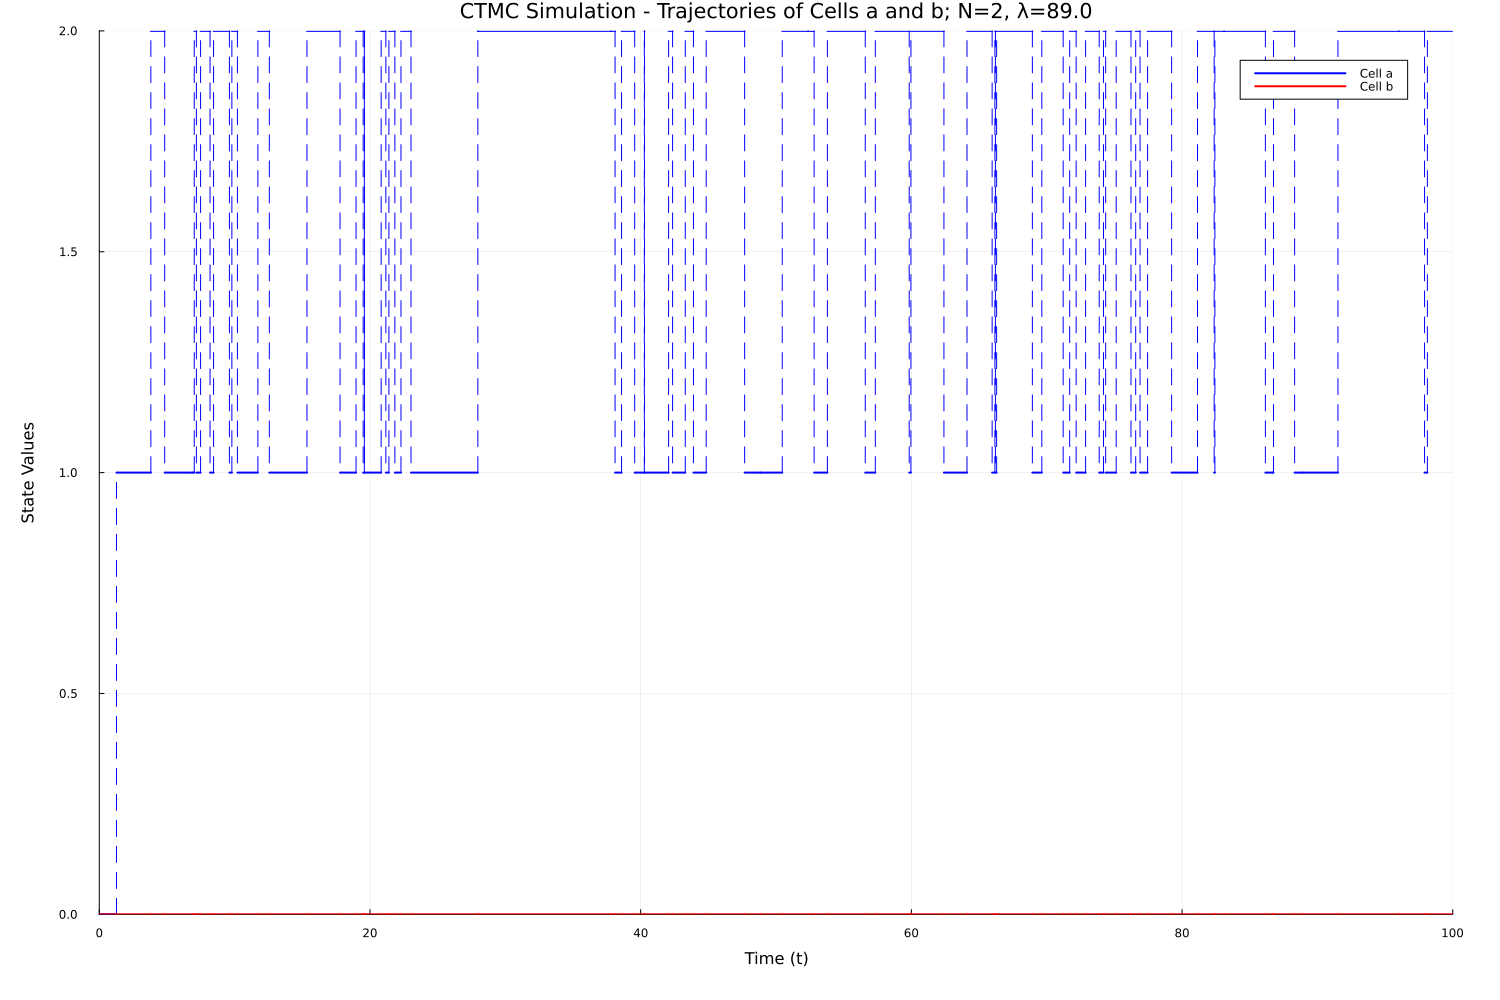 CTMC Simulation - Trajectories of Cells a and b; N=2, λ=89.0
2.0
Cell a
Cell b
1.5
1.0
State Values
0.5
0.0
0 20 40 60 80 100
Time (t)